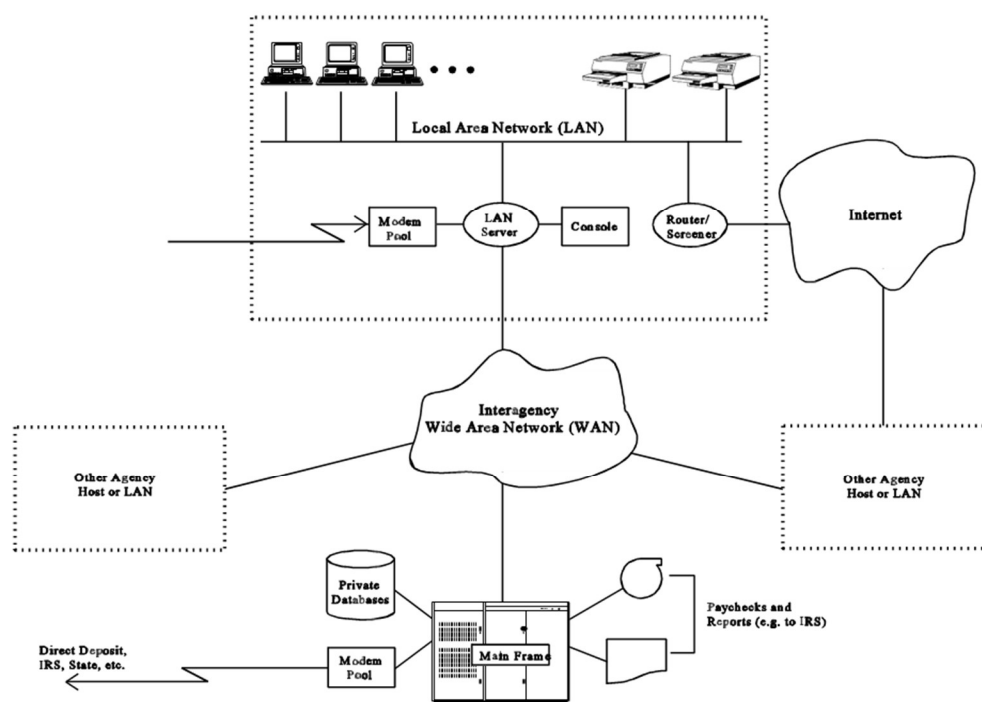 Local Area Network (LAN)
Modem
Pool
LAN
Server
Console
Router/
Screener
Internet
Interagency
Wide Area Network (WAN)
Other Agency
Host or LAN
Other Agency
Host or LAN
Private
Databases
Paychecks and
Reports (e.g. to IRS)
Main Frame
Direct Deposit,
IRS, State, etc.
Modem
Pool